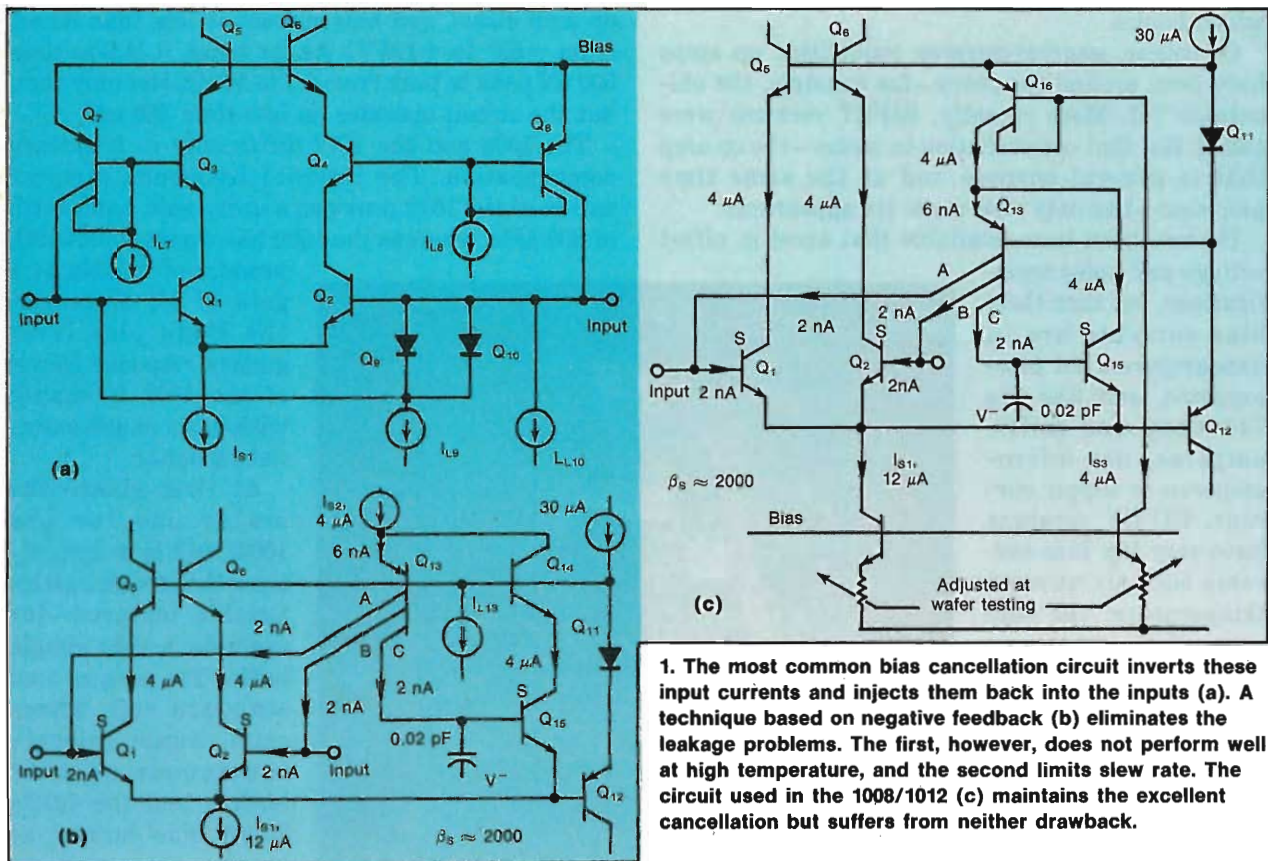 Q5
Q6
Bias
Q7
Q3
Q4
Q8
IL7
IL8
Q1
Q2
Input
Input
Q9
Q10
IS1
IL9
LL10
(a)
IS2,
4 μA
30 μA
6 nA
Q13
Q14
Q5
Q6
A
IL13
2 nA
B
C
Q11
4 μA
4 μA
2 nA
2 nA
4 μA
S
S
0.02 pF
S
Q15
Q1
Q2
Input
2nA
2 nA
Input
V−
Q12
IS1,
12 μA
βS ≈ 2000
(b)
Q6
30 μA
Q5
Q16
4 μA
Q11
4 μA
4 μA
6 nA
Q13
A
4 μA
2 nA
2 nA
B
C
S
S
2 nA
S
Q1
Q2
2nA
Q15
Input
2 nA
V−
0.02 pF
Q12
βS ≈ 2000
IS1,
12 μA
IS3
4 μA
Bias
Adjusted at
wafer testing
(c)
1. The most common bias cancellation circuit inverts these
input currents and injects them back into the inputs (a). A
technique based on negative feedback (b) eliminates the
leakage problems. The first, however, does not perform well
at high temperature, and the second limits slew rate. The
circuit used in the 1008/1012 (c) maintains the excellent
cancellation but suffers from neither drawback.